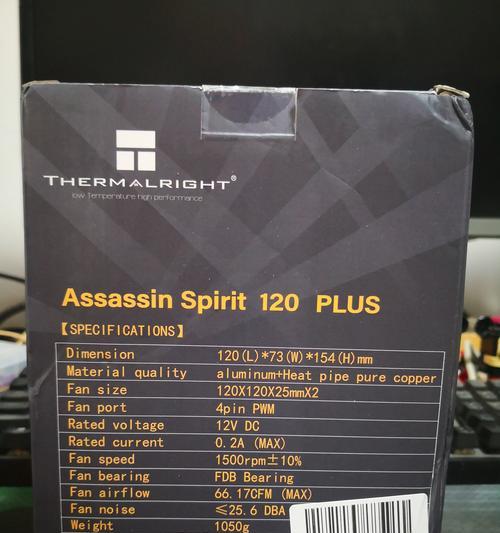 THERMALRIGHT®
low Temperature high performance
Assassin Spirit 120 PLUS
【SPECIFICATIONS】
Dimension 120(L)*73(W)*154(H)mm
Material quality aluminum+Heat pipe pure copper
Fan size 120X120X25mmX2
Fan port 4pin PWM
Rated voltage 12V DC
Rated current 0.2A (MAX)
Fan speed 1500rpm±10%
Fan bearing FDB Bearing
Fan airflow 66.17CFM (MAX)
Fan noise ≤25.6 DBA
Weight 1050g